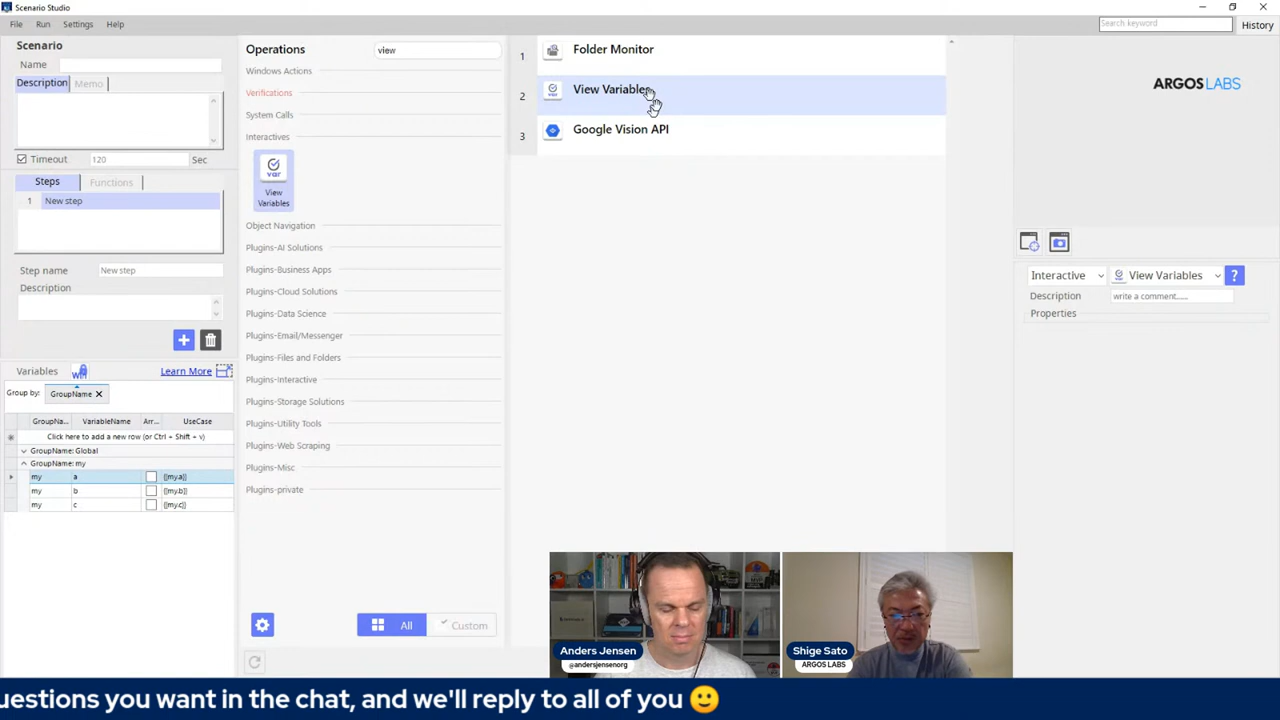 Scenario Studio
File Run Settings Help
Search keyword
History
Scenario
Name
Description Memo
Timeout 120 Sec
Steps Functions
1 New step
Step name New step
Description
Variables Learn More
Group by: GroupName
GroupNa... VariableName Arr... UseCase
Click here to add a new row (or Ctrl + Shift + v)
GroupName: Global
GroupName: my
my a {{my.a}}
my b {{my.b}}
my c {{my.c}}
Operations view
Windows Actions
Verifications
System Calls
Interactives
var
View
Variables
Object Navigation
Plugins-AI Solutions
Plugins-Business Apps
Plugins-Cloud Solutions
Plugins-Data Science
Plugins-Email/Messenger
Plugins-Files and Folders
Plugins-Interactive
Plugins-Storage Solutions
Plugins-Utility Tools
Plugins-Web Scraping
Plugins-Misc
Plugins-private
All Custom
1 Folder Monitor
2 View Variables
3 Google Vision API
ARGOS LABS
Interactive View Variables ?
Description write a comment......
Properties
Anders Jensen
@andersjensenorg
Shige Sato
ARGOS LABS
uestions you want in the chat, and we'll reply to all of you 🙂